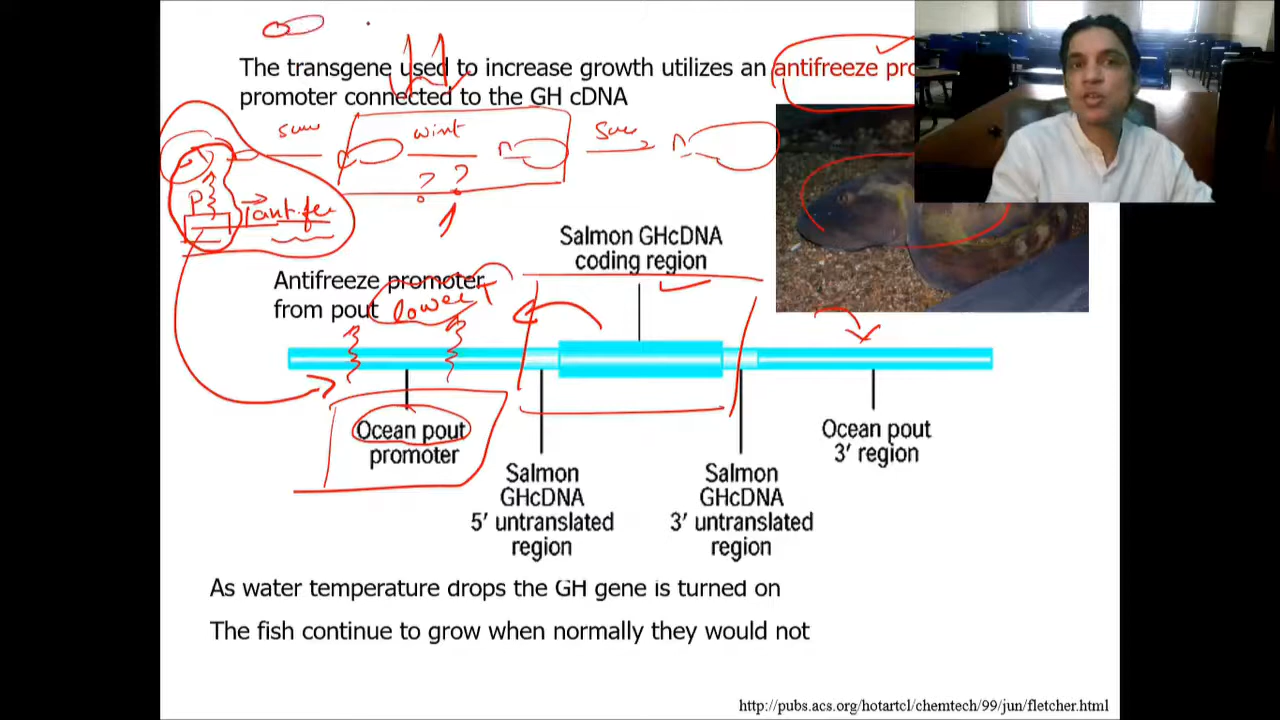 The transgene used to increase growth utilizes an antifreeze pro
promoter connected to the GH cDNA
wint
P
? ?
Salmon GHcDNA
coding region
Antifreeze promoter
from pout
lower T
Ocean pout
promoter
Ocean pout
3′ region
Salmon
GHcDNA
5′ untranslated
region
Salmon
GHcDNA
3′ untranslated
region
As water temperature drops the GH gene is turned on
The fish continue to grow when normally they would not
http://pubs.acs.org/hotartcl/chemtech/99/jun/fletcher.html